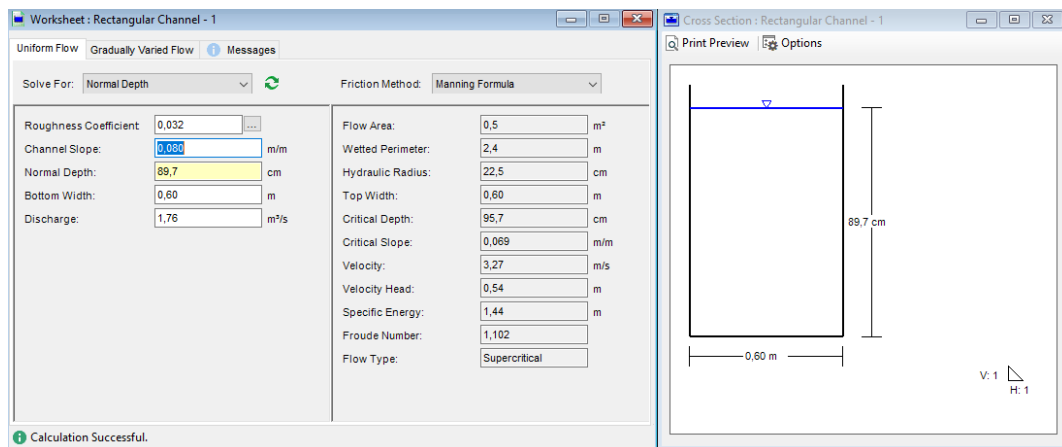 Worksheet : Rectangular Channel - 1
Uniform Flow Gradually Varied Flow Messages
Solve For: Normal Depth Friction Method: Manning Formula
Roughness Coefficient 0,032 ...
Channel Slope: 0,080 m/m
Normal Depth: 89,7 cm
Bottom Width: 0,60 m
Discharge: 1,76 m³/s
Flow Area: 0,5 m²
Wetted Perimeter: 2,4 m
Hydraulic Radius: 22,5 cm
Top Width: 0,60 m
Critical Depth: 95,7 cm
Critical Slope: 0,069 m/m
Velocity: 3,27 m/s
Velocity Head: 0,54 m
Specific Energy: 1,44 m
Froude Number: 1,102
Flow Type: Supercritical
Calculation Successful.
Cross Section : Rectangular Channel - 1
Print Preview Options
89,7 cm
0,60 m
V: 1
H: 1